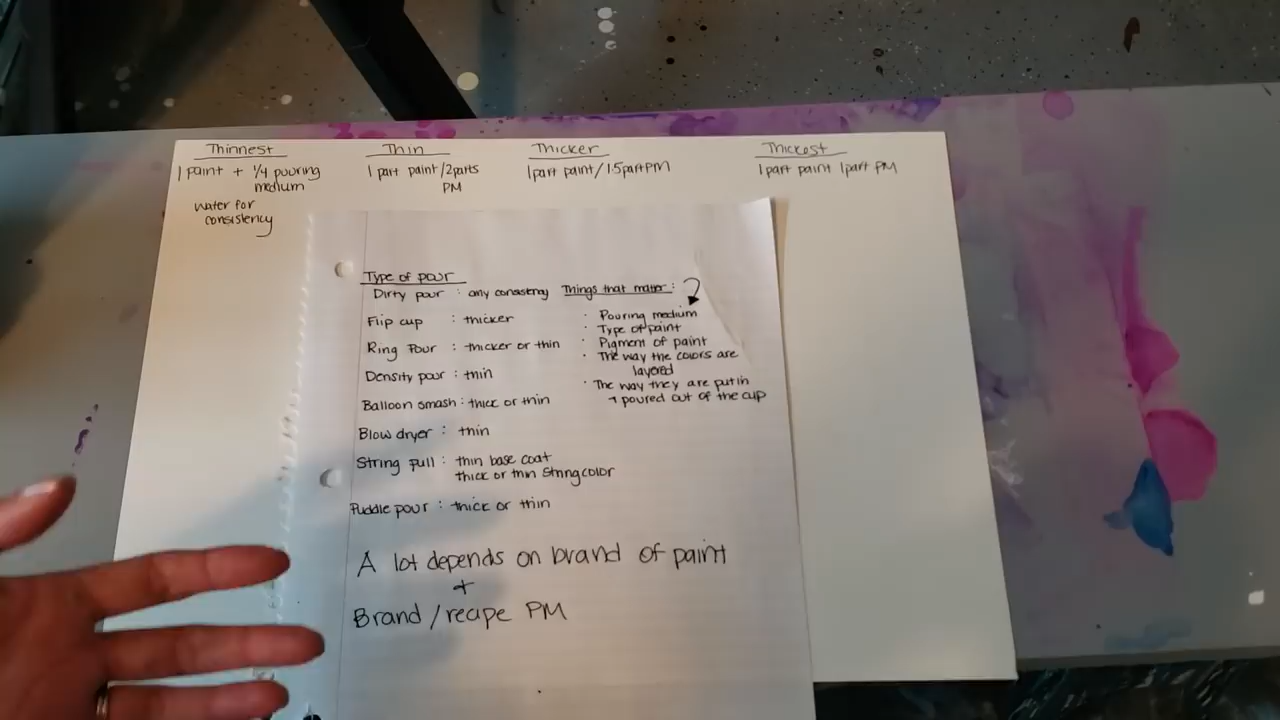 Thinnest
1 paint + 1/4 pouring
medium
water for
consistency
Thin
1 part paint/2parts
PM
Thicker
1 part paint/1.5 part PM
Thickest
1 part paint 1 part PM
Type of pour
Dirty pour : any consistency
Flip cup : thicker
Ring Pour : thicker or thin
Density pour : thin
Balloon smash : thick or thin
Blow dryer : thin
String pull : thin base coat
thick or thin string color
Puddle pour : thick or thin
Things that matter :
· Pouring medium
· Type of paint
· Pigment of paint
· The way the colors are
layered
· The way they are put in
+ poured out of the cup
A lot depends on brand of paint
+
Brand/recipe PM